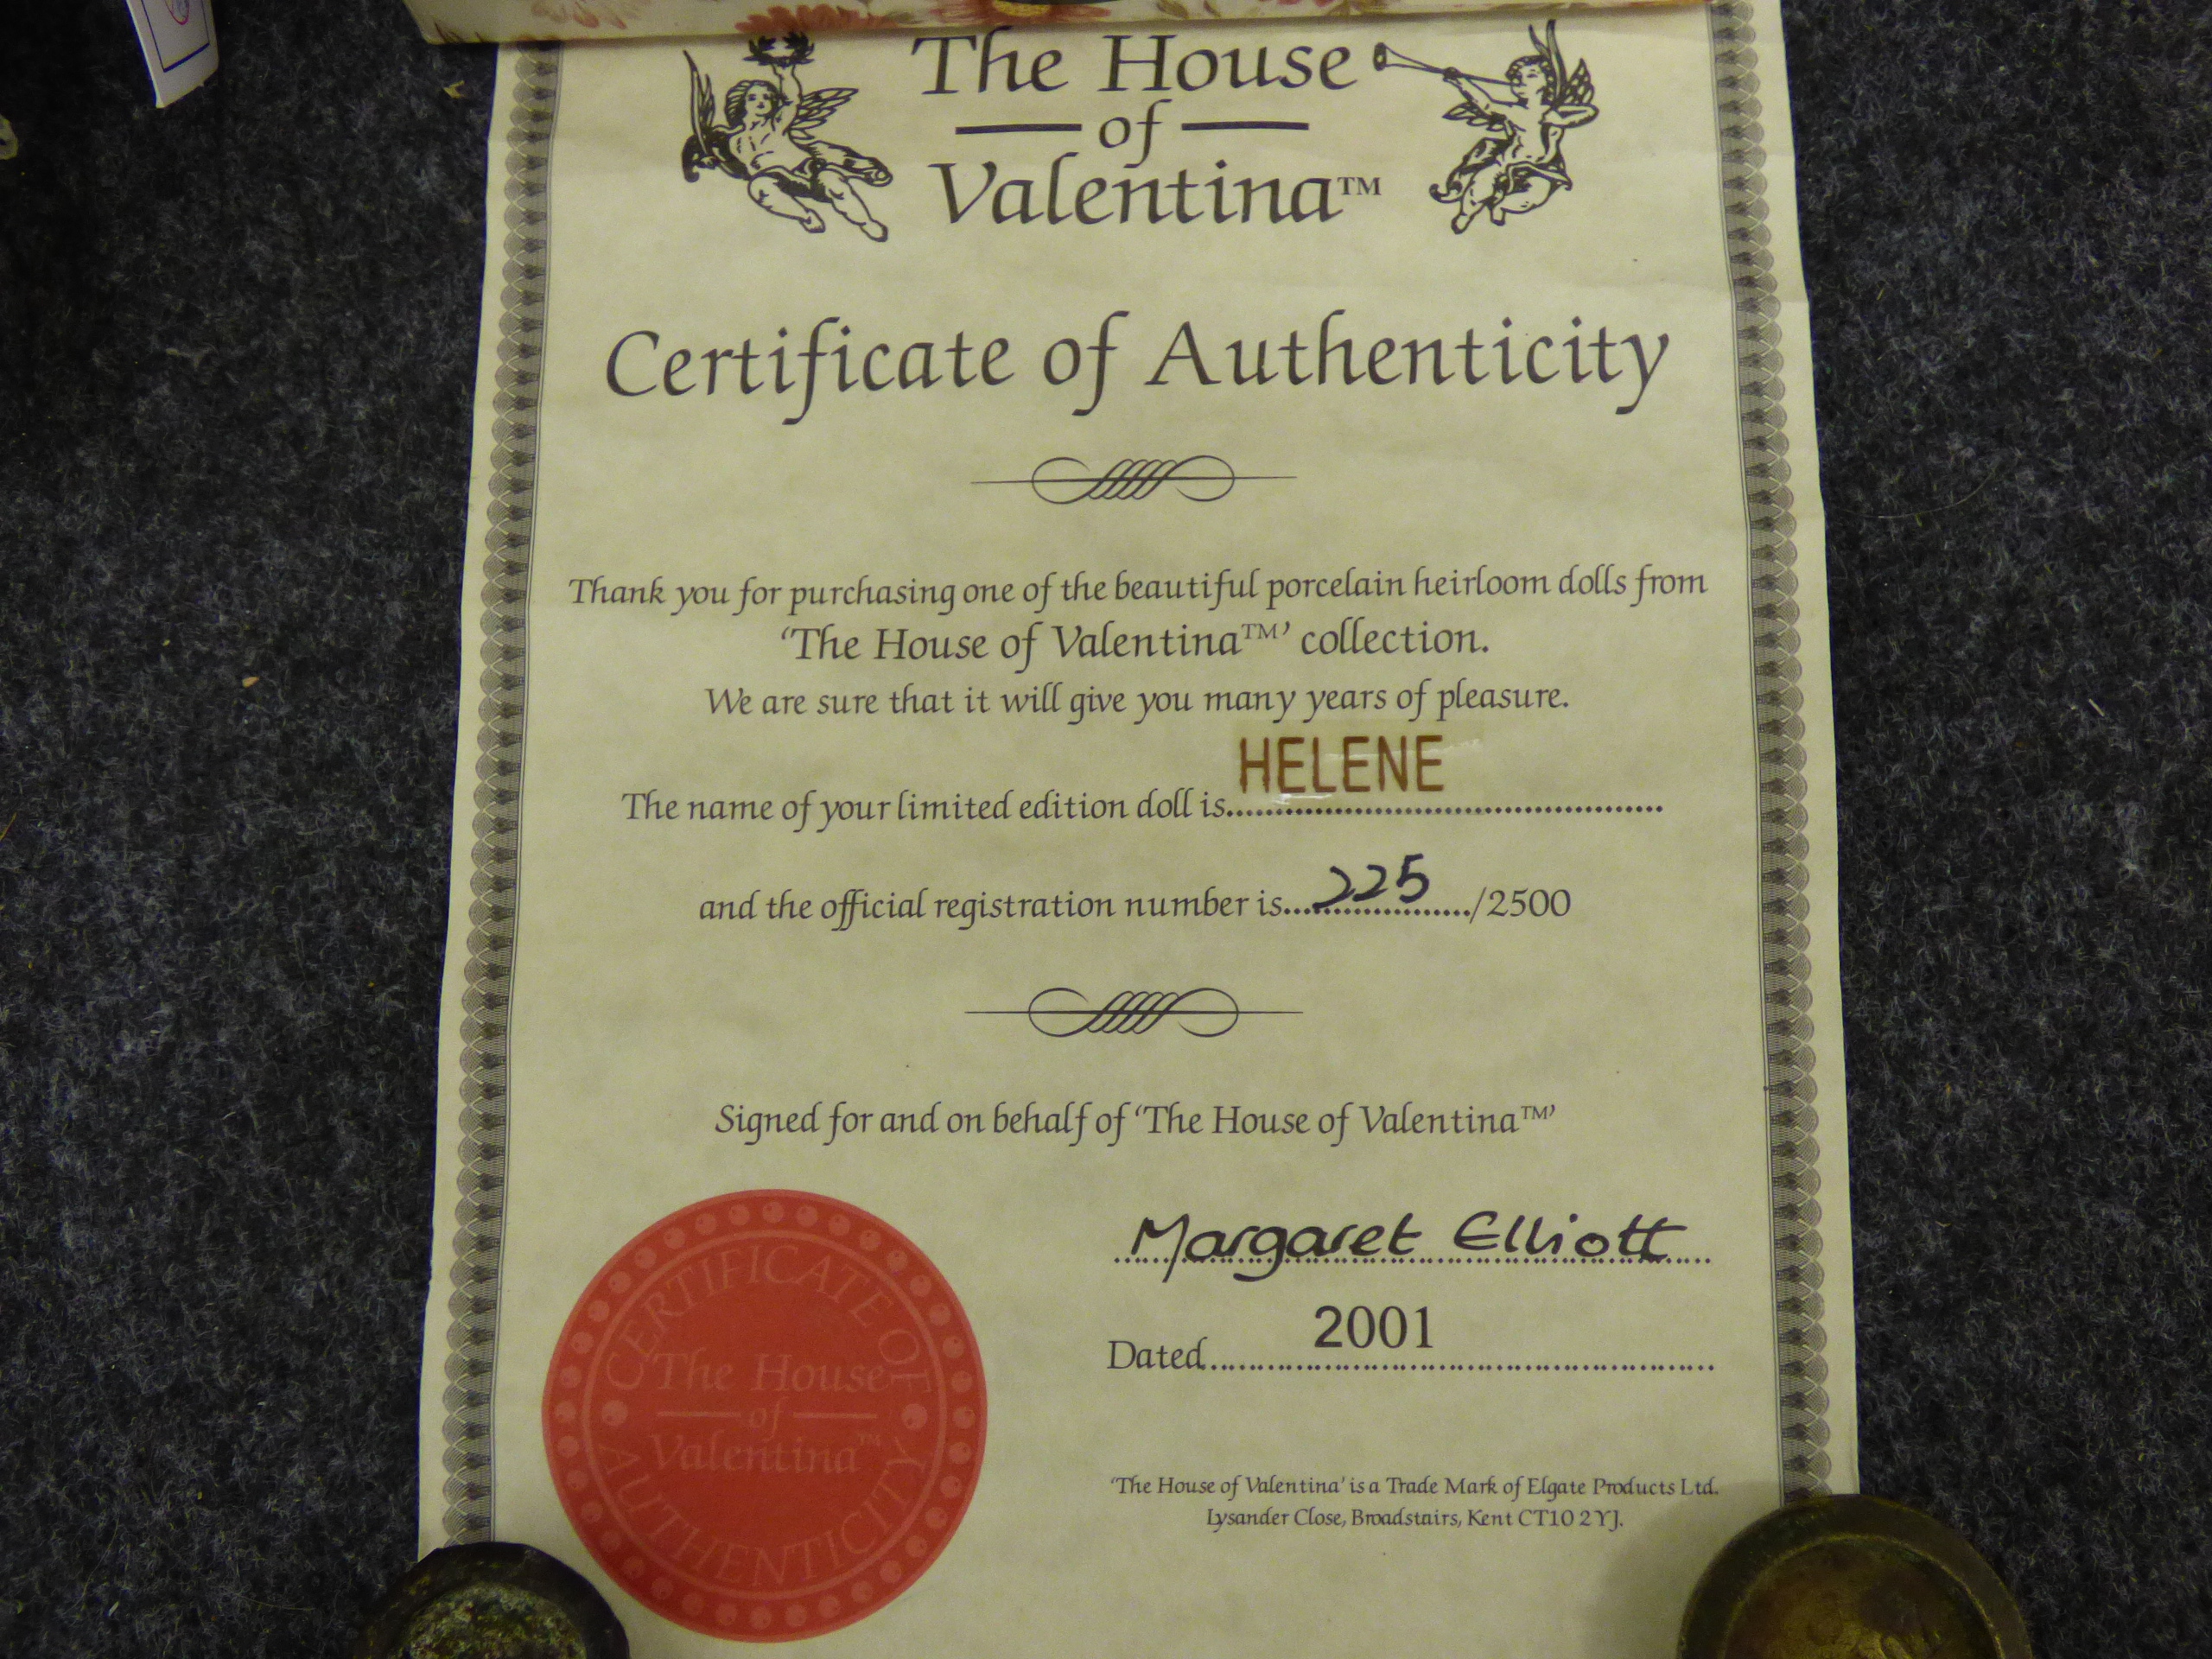 The House
of
Valentina™
Certificate of Authenticity
Thank you for purchasing one of the beautiful porcelain heirloom dolls from
‘The House of Valentina™’ collection.
We are sure that it will give you many years of pleasure.
The name of your limited edition doll is..........HELENE..........
and the official registration number is......225....../2500
Signed for and on behalf of ‘The House of Valentina™’
Margaret Elliott
Dated..........2001..........
CERTIFICATE OF
The House
of
Valentina™
AUTHENTICITY
‘The House of Valentina’ is a Trade Mark of Elgate Products Ltd.
Lysander Close, Broadstairs, Kent CT10 2YJ.